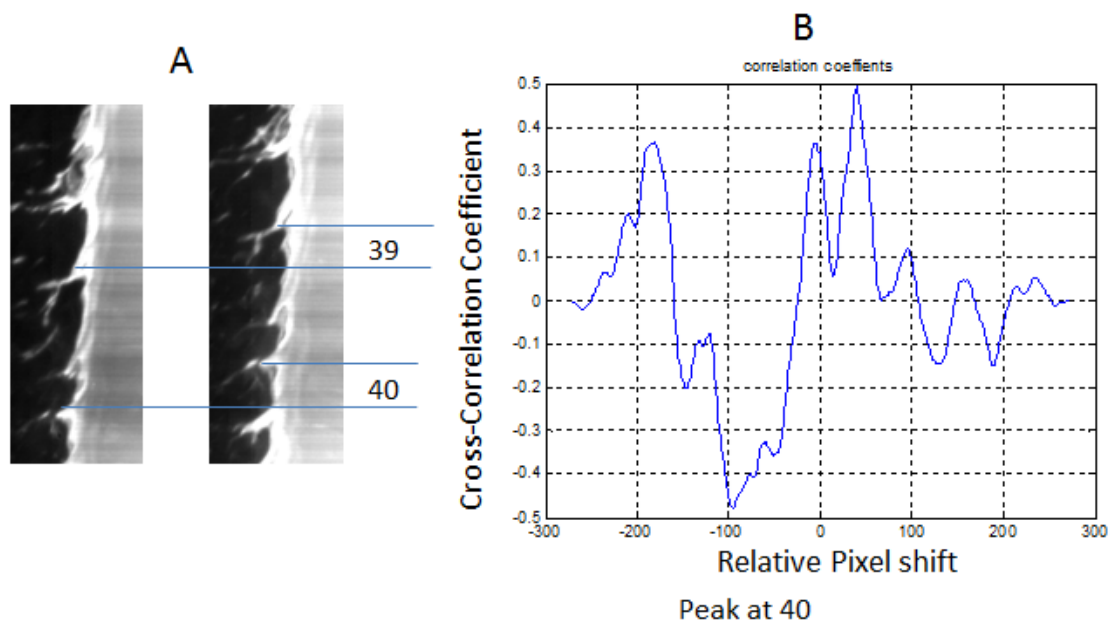 A
39
40
B
correlation coeffients
Cross-Correlation Coefficient
0.5
0.4
0.3
0.2
0.1
0
-0.1
-0.2
-0.3
-0.4
-0.5
-300 -200 -100 0 100 200 300
Relative Pixel shift
Peak at 40